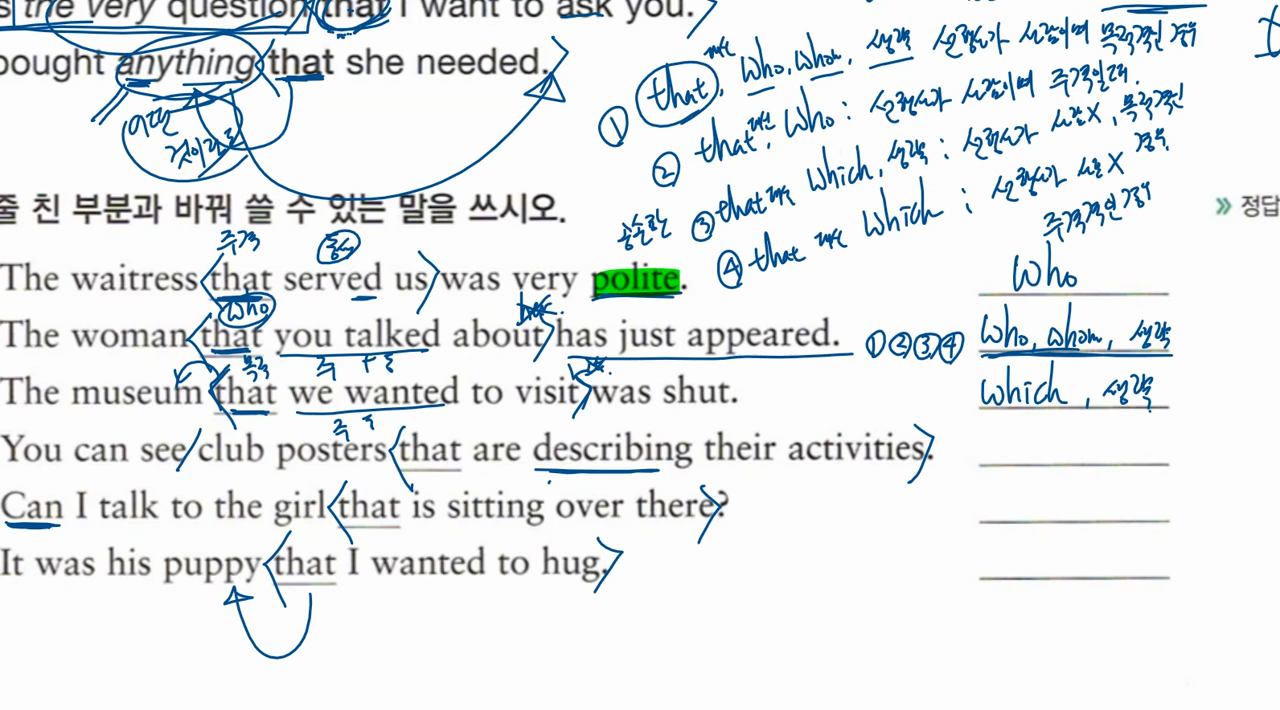 the very question that I want to ask you.
bought anything that she needed.
어떤
것이라도
① that 대신 who, whom, 생략 선행사가 사람이며 목적격인 경우
② that 대신, who : 선행사가 사람이며 주격일 때.
③ that 대신 which, 생략 : 선행사가 사람X, 목적격인 경우.
④ that 대신 which ; 선행사가 사람X 주격인 경우
줄 친 부분과 바꿔 쓸 수 있는 말을 쓰시오.
» 정답
주격 동사
The waitress that served us was very polite. who
who
The woman that you talked about has just appeared. ①②③④ who, whom, 생략
목적 주 + 동
The museum that we wanted to visit was shut. which, 생략
주 동
You can see club posters that are describing their activities.
Can I talk to the girl that is sitting over there?
It was his puppy that I wanted to hug.